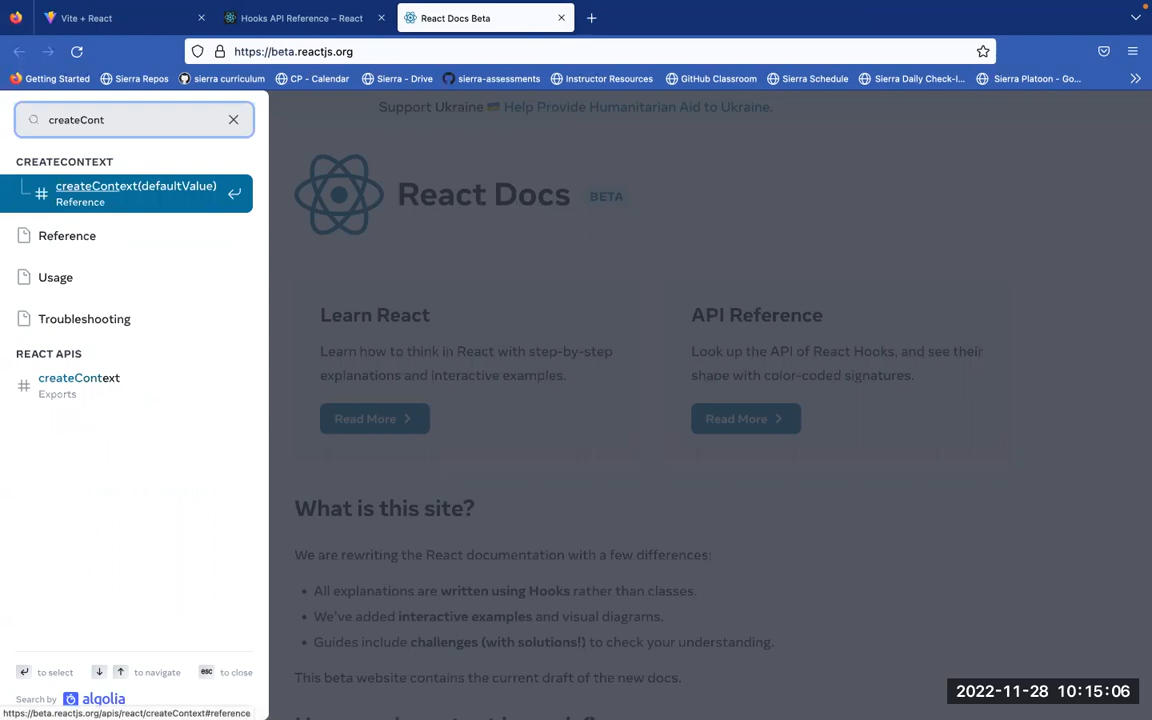 Vite + React
Hooks API Reference – React
React Docs Beta
https://beta.reactjs.org
Getting Started
Sierra Repos
sierra curriculum
CP - Calendar
Sierra - Drive
sierra-assessments
Instructor Resources
GitHub Classroom
Sierra Schedule
Sierra Daily Check-I...
Sierra Platoon - Go...
createCont
CREATECONTEXT
createContext(defaultValue)
Reference
Reference
Usage
Troubleshooting
REACT APIS
createContext
Exports
to select
to navigate
esc to close
Search by algolia
https://beta.reactjs.org/apis/react/createContext#reference
Support Ukraine 🇺🇦 Help Provide Humanitarian Aid to Ukraine.
React Docs BETA
Learn React
Learn how to think in React with step-by-step
explanations and interactive examples.
Read More
API Reference
Look up the API of React Hooks, and see their
shape with color-coded signatures.
Read More
What is this site?
We are rewriting the React documentation with a few differences:
• All explanations are written using Hooks rather than classes.
• We've added interactive examples and visual diagrams.
• Guides include challenges (with solutions!) to check your understanding.
This beta website contains the current draft of the new docs.
2022-11-28 10:15:06